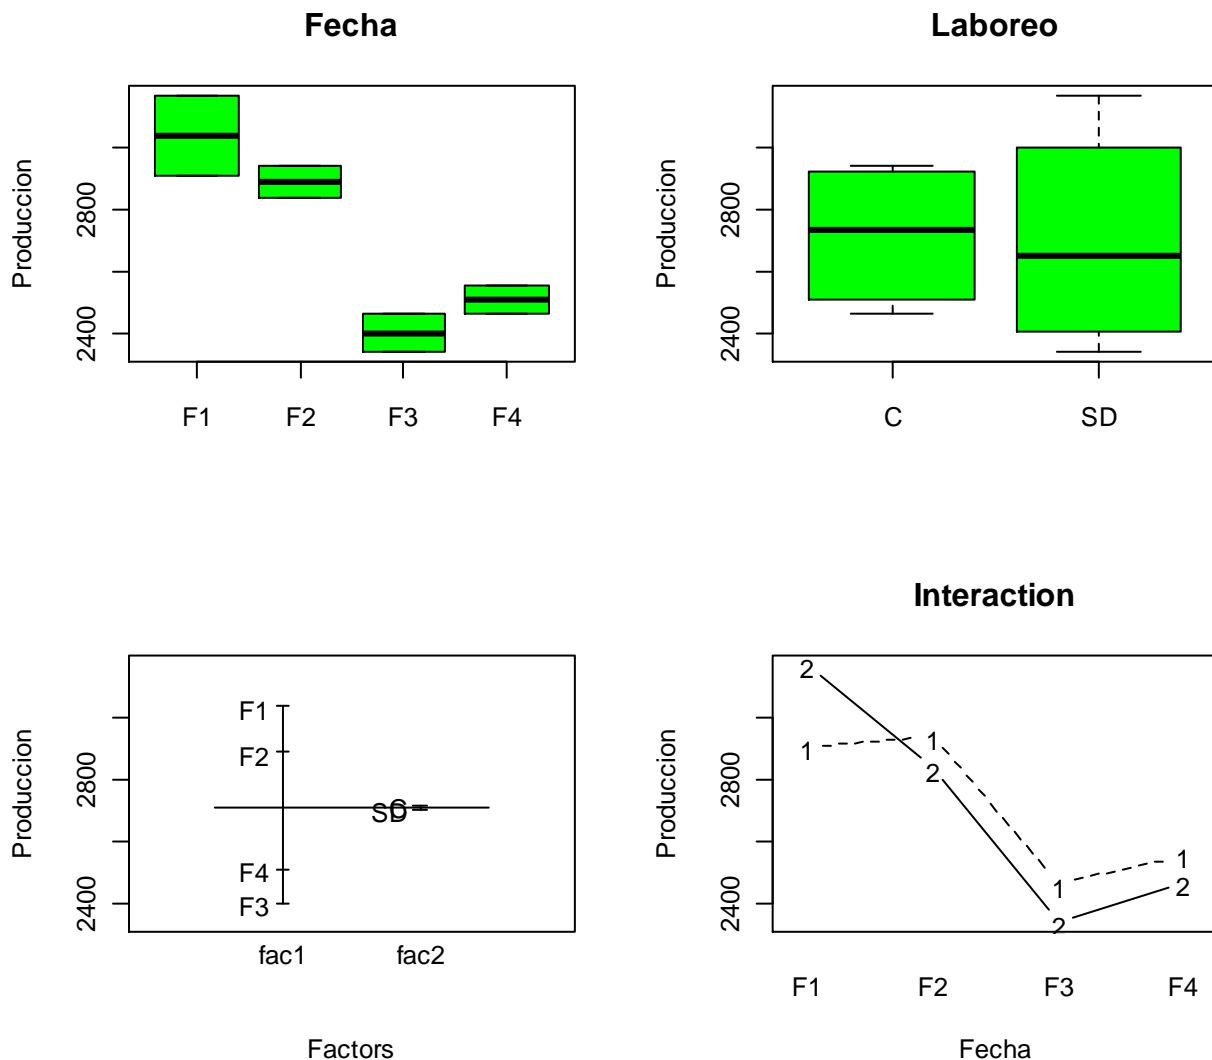 Fecha
Produccion
2800
2400
F1 F2 F3 F4
Laboreo
Produccion
2800
2400
C SD
Produccion
2800
2400
F1
F2
C
SD
F4
F3
fac1 fac2
Factors
Interaction
Produccion
2800
2400
2
1
1
2
1
2
1
2
F1 F2 F3 F4
Fecha